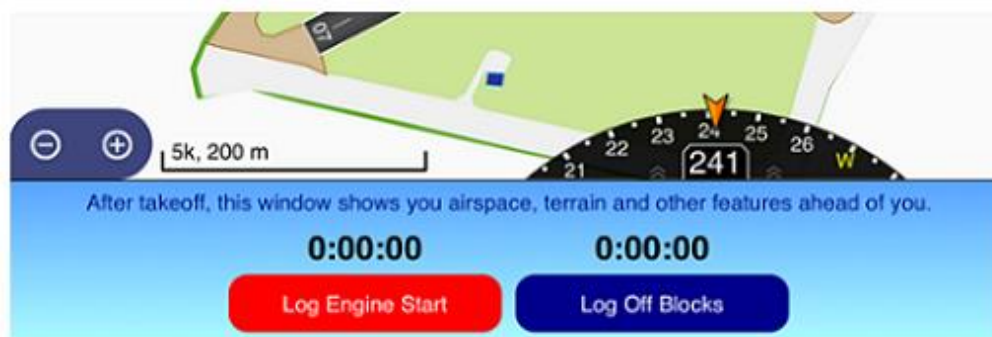 07
5k, 200 m
21 22 23 24 25 26 W
241
After takeoff, this window shows you airspace, terrain and other features ahead of you.
0:00:00 0:00:00
Log Engine Start Log Off Blocks